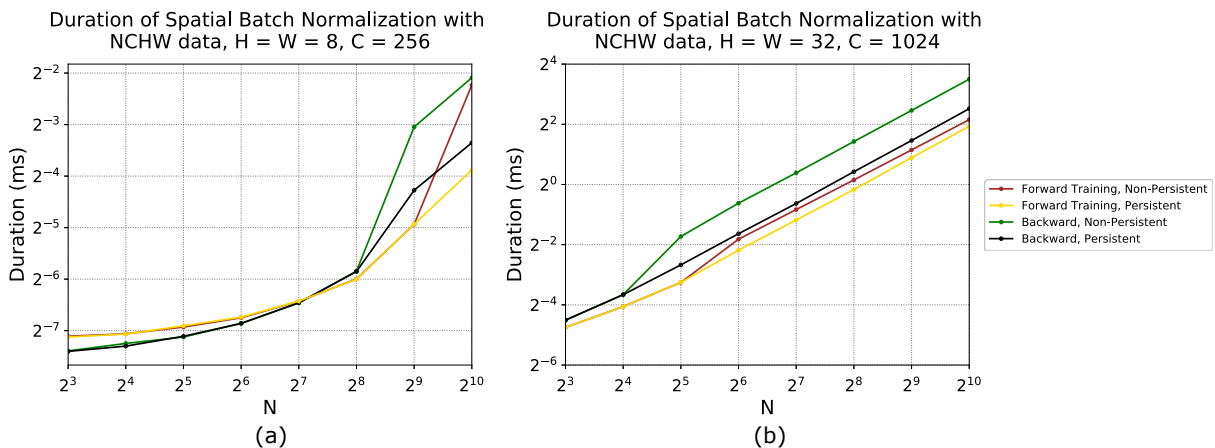 Duration of Spatial Batch Normalization with
NCHW data, H = W = 8, C = 256
Duration (ms)
2^-2
2^-3
2^-4
2^-5
2^-6
2^-7
2^3 2^4 2^5 2^6 2^7 2^8 2^9 2^10
N
(a)
Duration of Spatial Batch Normalization with
NCHW data, H = W = 32, C = 1024
Duration (ms)
2^4
2^2
2^0
2^-2
2^-4
2^-6
2^3 2^4 2^5 2^6 2^7 2^8 2^9 2^10
N
(b)
Forward Training, Non-Persistent
Forward Training, Persistent
Backward, Non-Persistent
Backward, Persistent